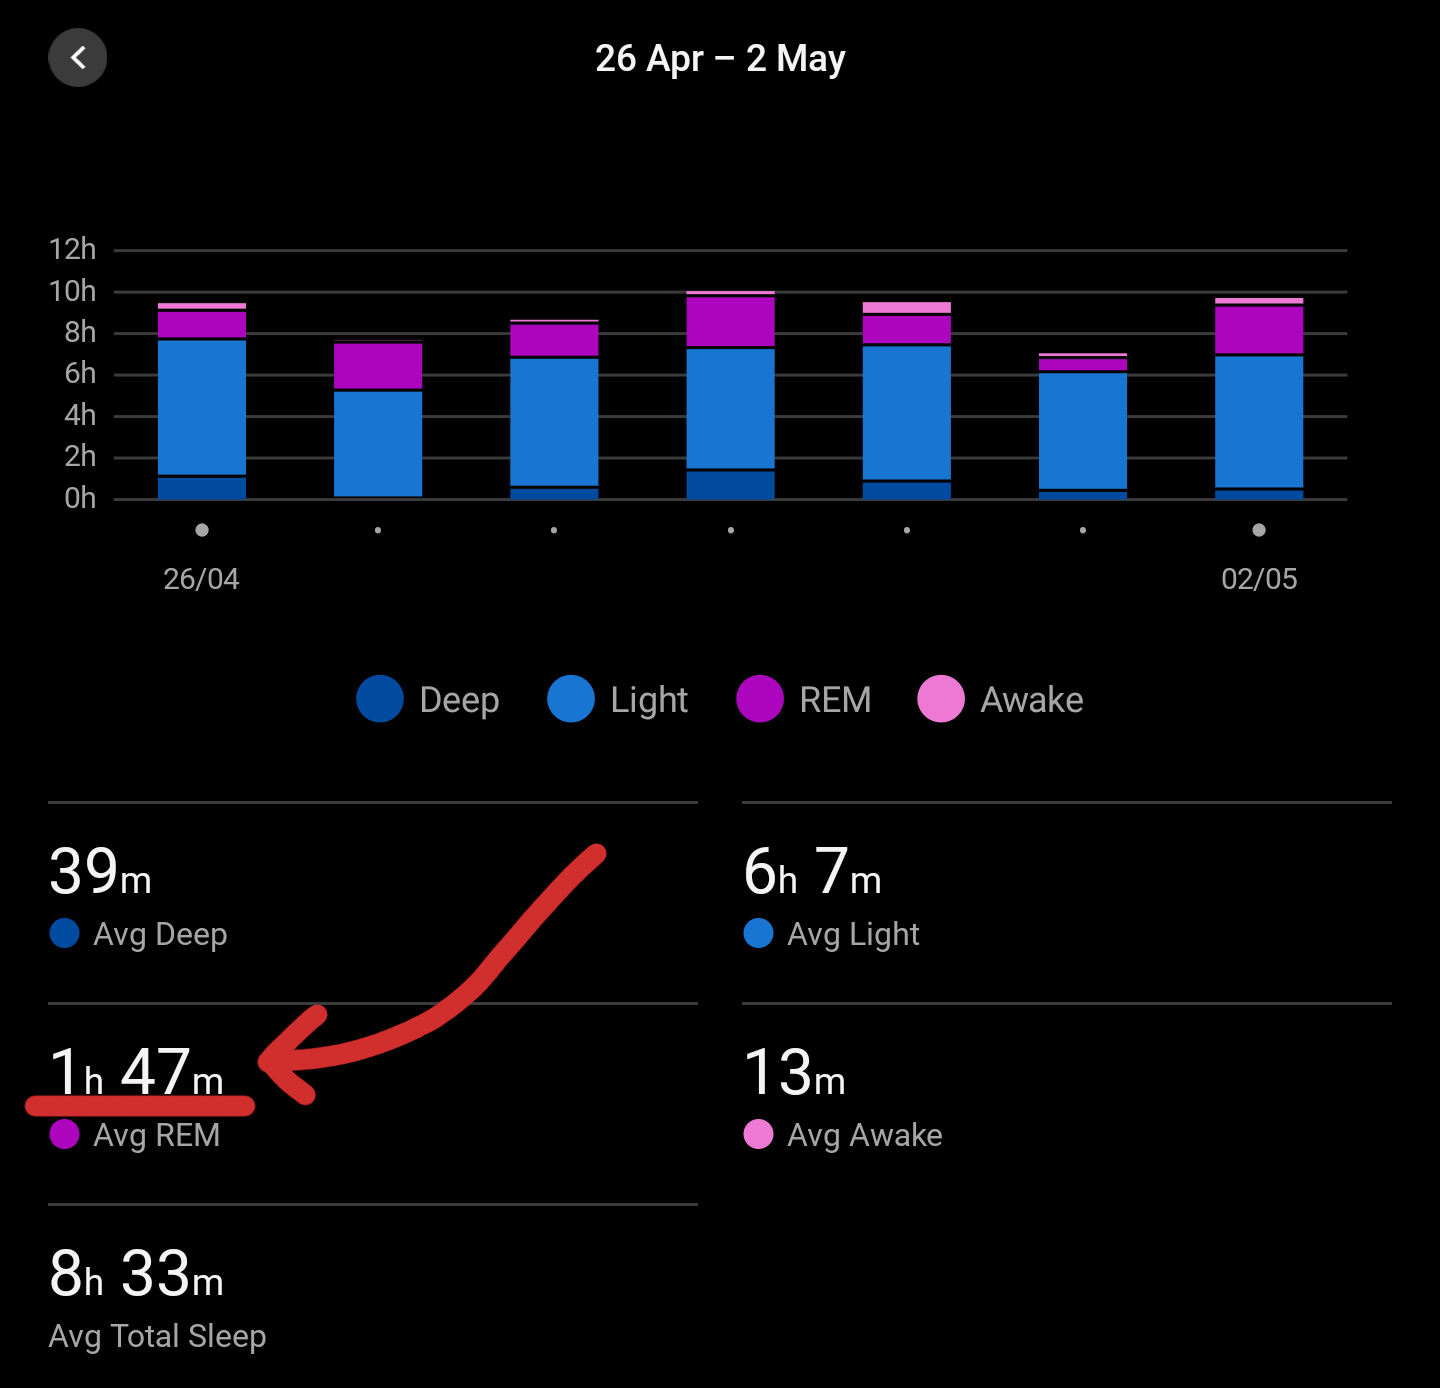 26 Apr – 2 May
12h
10h
8h
6h
4h
2h
0h
26/04 02/05
Deep Light REM Awake
39m 6h 7m
Avg Deep Avg Light
1h 47m 13m
Avg REM Avg Awake
8h 33m
Avg Total Sleep